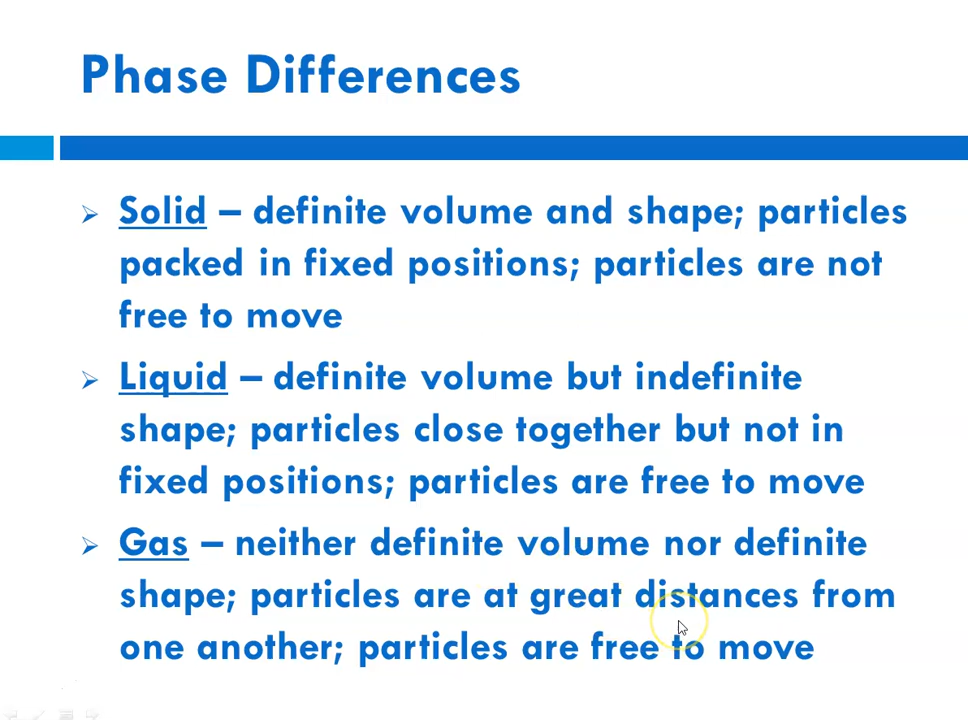 Phase Differences
Solid – definite volume and shape; particles
packed in fixed positions; particles are not
free to move
Liquid – definite volume but indefinite
shape; particles close together but not in
fixed positions; particles are free to move
Gas – neither definite volume nor definite
shape; particles are at great distances from
one another; particles are free to move